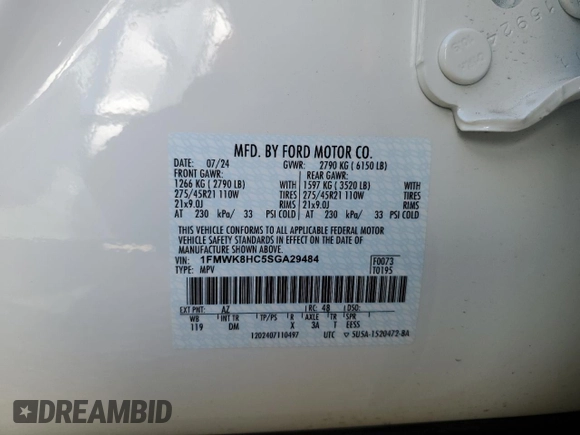 15924
MFD. BY FORD MOTOR CO.
DATE: 07/24 GVWR: 2790 KG ( 6150 LB)
FRONT GAWR: REAR GAWR:
1266 KG ( 2790 LB) WITH 1597 KG ( 3520 LB) WITH
275/45R21 110W TIRES 275/45R21 110W TIRES
21x9.0J RIMS 21x9.0J RIMS
AT 230 kPa/ 33 PSI COLD AT 230 kPa/ 33 PSI COLD
THIS VEHICLE CONFORMS TO ALL APPLICABLE FEDERAL MOTOR
VEHICLE SAFETY AND THEFT PREVENTION STANDARDS IN EFFECT ON THE DATE OF
MANUFACTURE SHOWN ABOVE.
VIN: 1FMWK8HC5SGA29484 F0073
TYPE: MPV T0195
EXT PNT: AZ RC: 48 DSO:
WB INT TR TP/PS R AXLE TR SPR
119 DM X 3A T EESS
1202407110497 UTC 5U5A-1520472-BA
DREAMBID